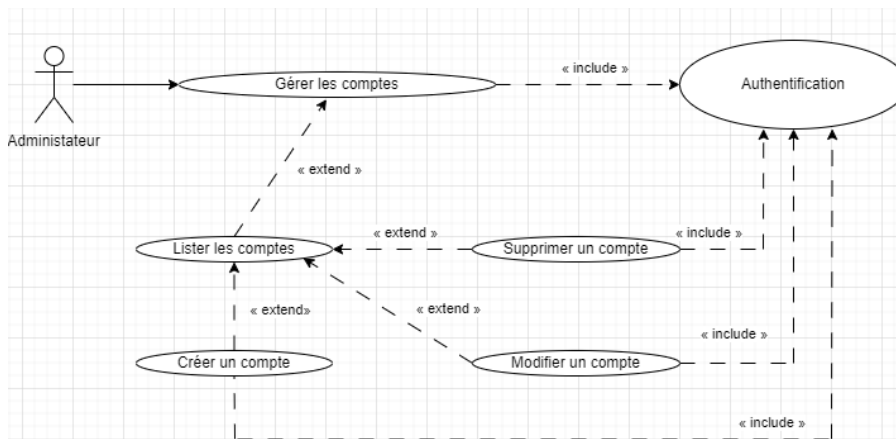 Gérer les comptes
« include »
Authentification
Administateur
« extend »
Lister les comptes
« extend »
Supprimer un compte
« include »
« extend»
« extend »
« include »
Créer un compte
Modifier un compte
« include »